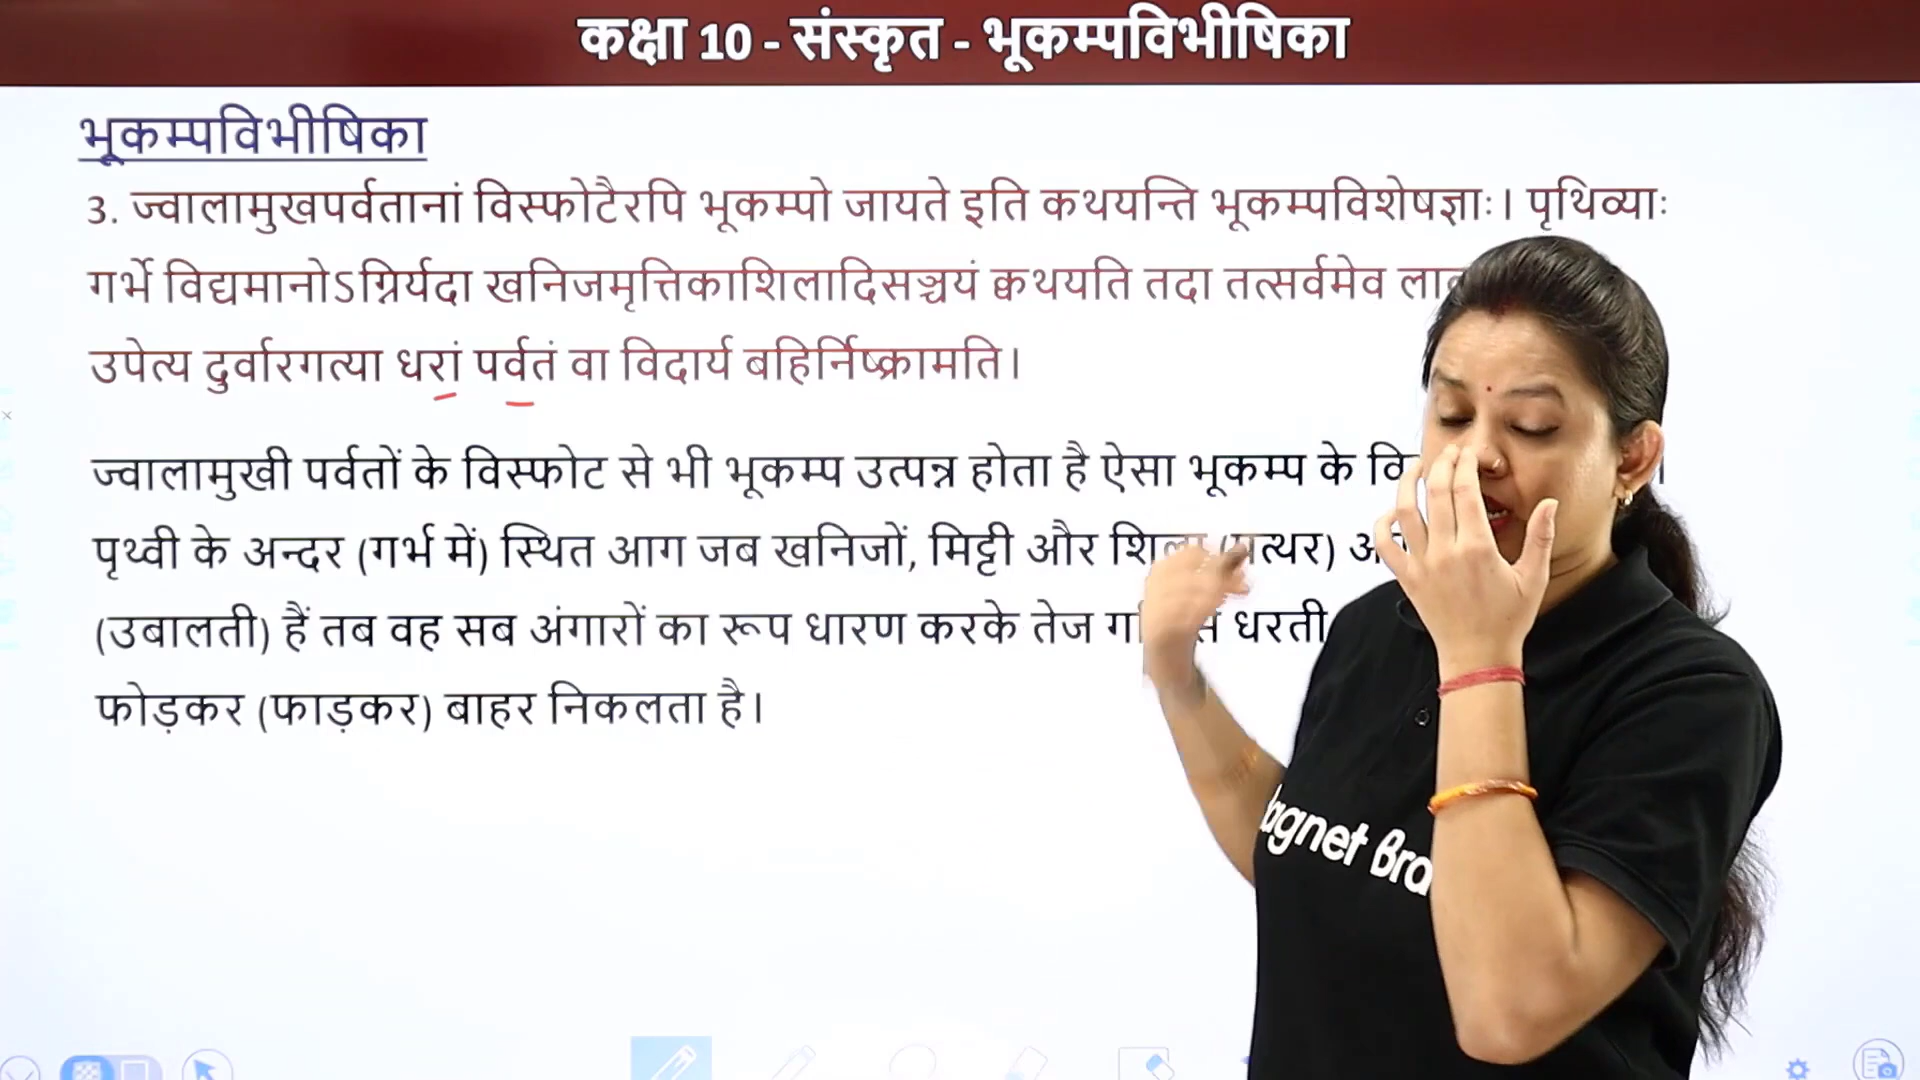 कक्षा 10 - संस्कृत - भूकम्पविभीषिका
भूकम्पविभीषिका
3. ज्वालामुखपर्वतानां विस्फोटैरपि भूकम्पो जायते इति कथयन्ति भूकम्पविशेषज्ञाः। पृथिव्याः
गर्भे विद्यमानोऽग्निर्यदा खनिजमृत्तिकाशिलादिसञ्चयं क्वथयति तदा तत्सर्वमेव
उपेत्य दुर्वारगत्या धरां पर्वतं वा विदार्य बहिर्निष्क्रामति।
ज्वालामुखी पर्वतों के विस्फोट से भी भूकम्प उत्पन्न होता है ऐसा भूकम्प के
पृथ्वी के अन्दर (गर्भ में) स्थित आग जब खनिजों, मिट्टी और
(उबालती) हैं तब वह सब अंगारों का रूप धारण करके तेज धरती
फोड़कर (फाड़कर) बाहर निकलता है।
agnet Bra